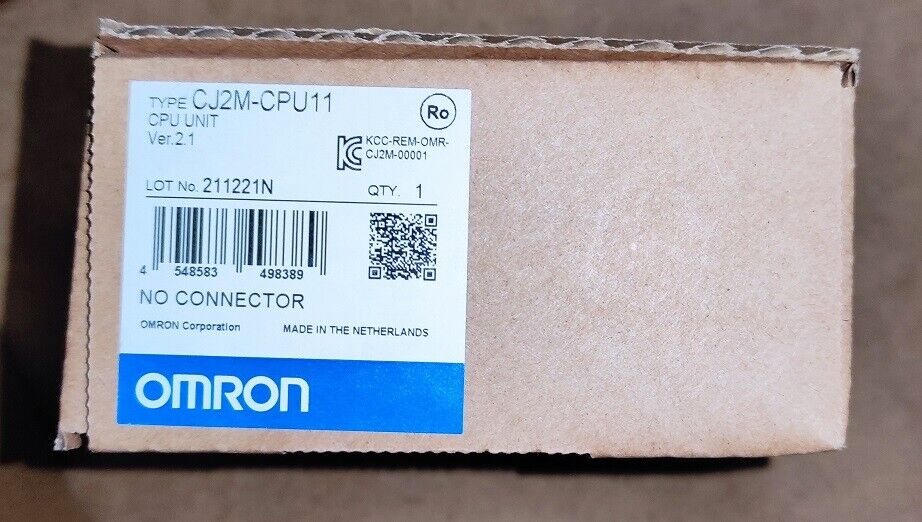 TYPE CJ2M-CPU11
CPU UNIT
Ver.2.1
Ro
KC
KCC-REM-OMR-
CJ2M-00001
LOT No. 211221N
QTY. 1
4 548583 498389
NO CONNECTOR
OMRON Corporation
MADE IN THE NETHERLANDS
OMRON